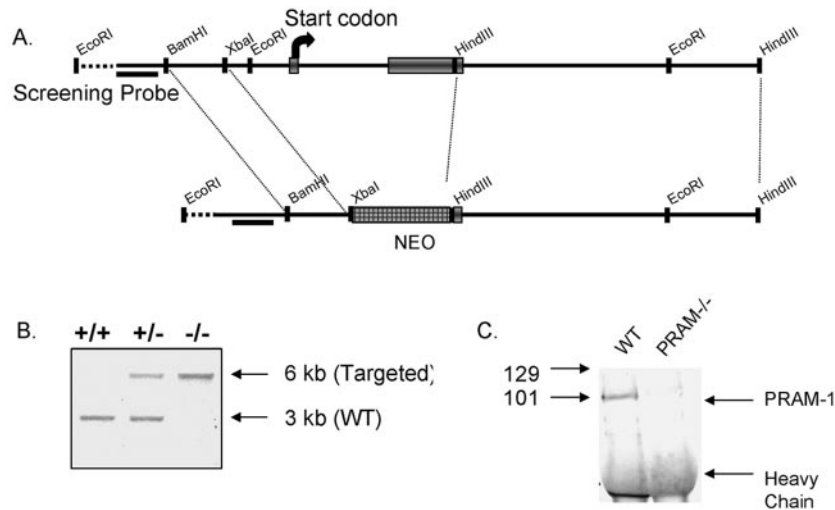 A.
Start codon
EcoRI
BamHI
XbaI
EcoRI
HindIII
EcoRI
HindIII
Screening Probe
EcoRI
BamHI
XbaI
HindIII
EcoRI
HindIII
NEO
B.
+/+ +/- -/-
6 kb (Targeted)
3 kb (WT)
C.
WT PRAM-/-
129
101
PRAM-1
Heavy
Chain